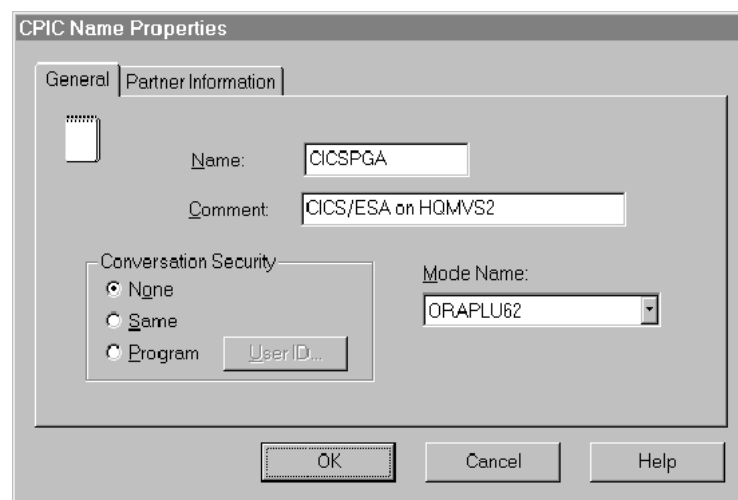 CPIC Name Properties
General Partner Information
Name: CICSPGA
Comment: CICS/ESA on HQMVS2
Conversation Security
None
Same
Program User ID...
Mode Name:
ORAPLU62
OK Cancel Help